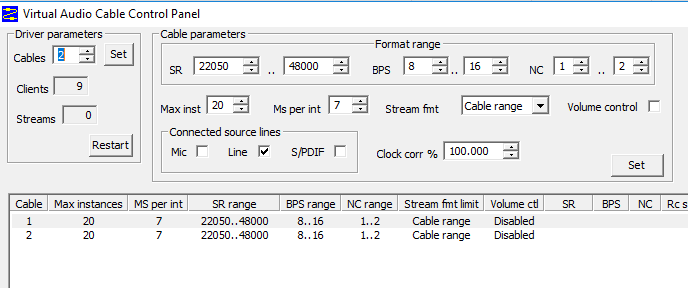 Virtual Audio Cable Control Panel
Driver parameters
Cables 2 Set
Clients 9
Streams 0
Restart
Cable parameters
Format range
SR 22050 .. 48000 BPS 8 .. 16 NC 1 .. 2
Max inst 20 Ms per int 7 Stream fmt Cable range Volume control
Connected source lines
Mic Line S/PDIF
Clock corr % 100.000
Set
Cable Max instances MS per int SR range BPS range NC range Stream fmt limit Volume ctl SR BPS NC Rc s
1 20 7 22050..48000 8..16 1..2 Cable range Disabled
2 20 7 22050..48000 8..16 1..2 Cable range Disabled